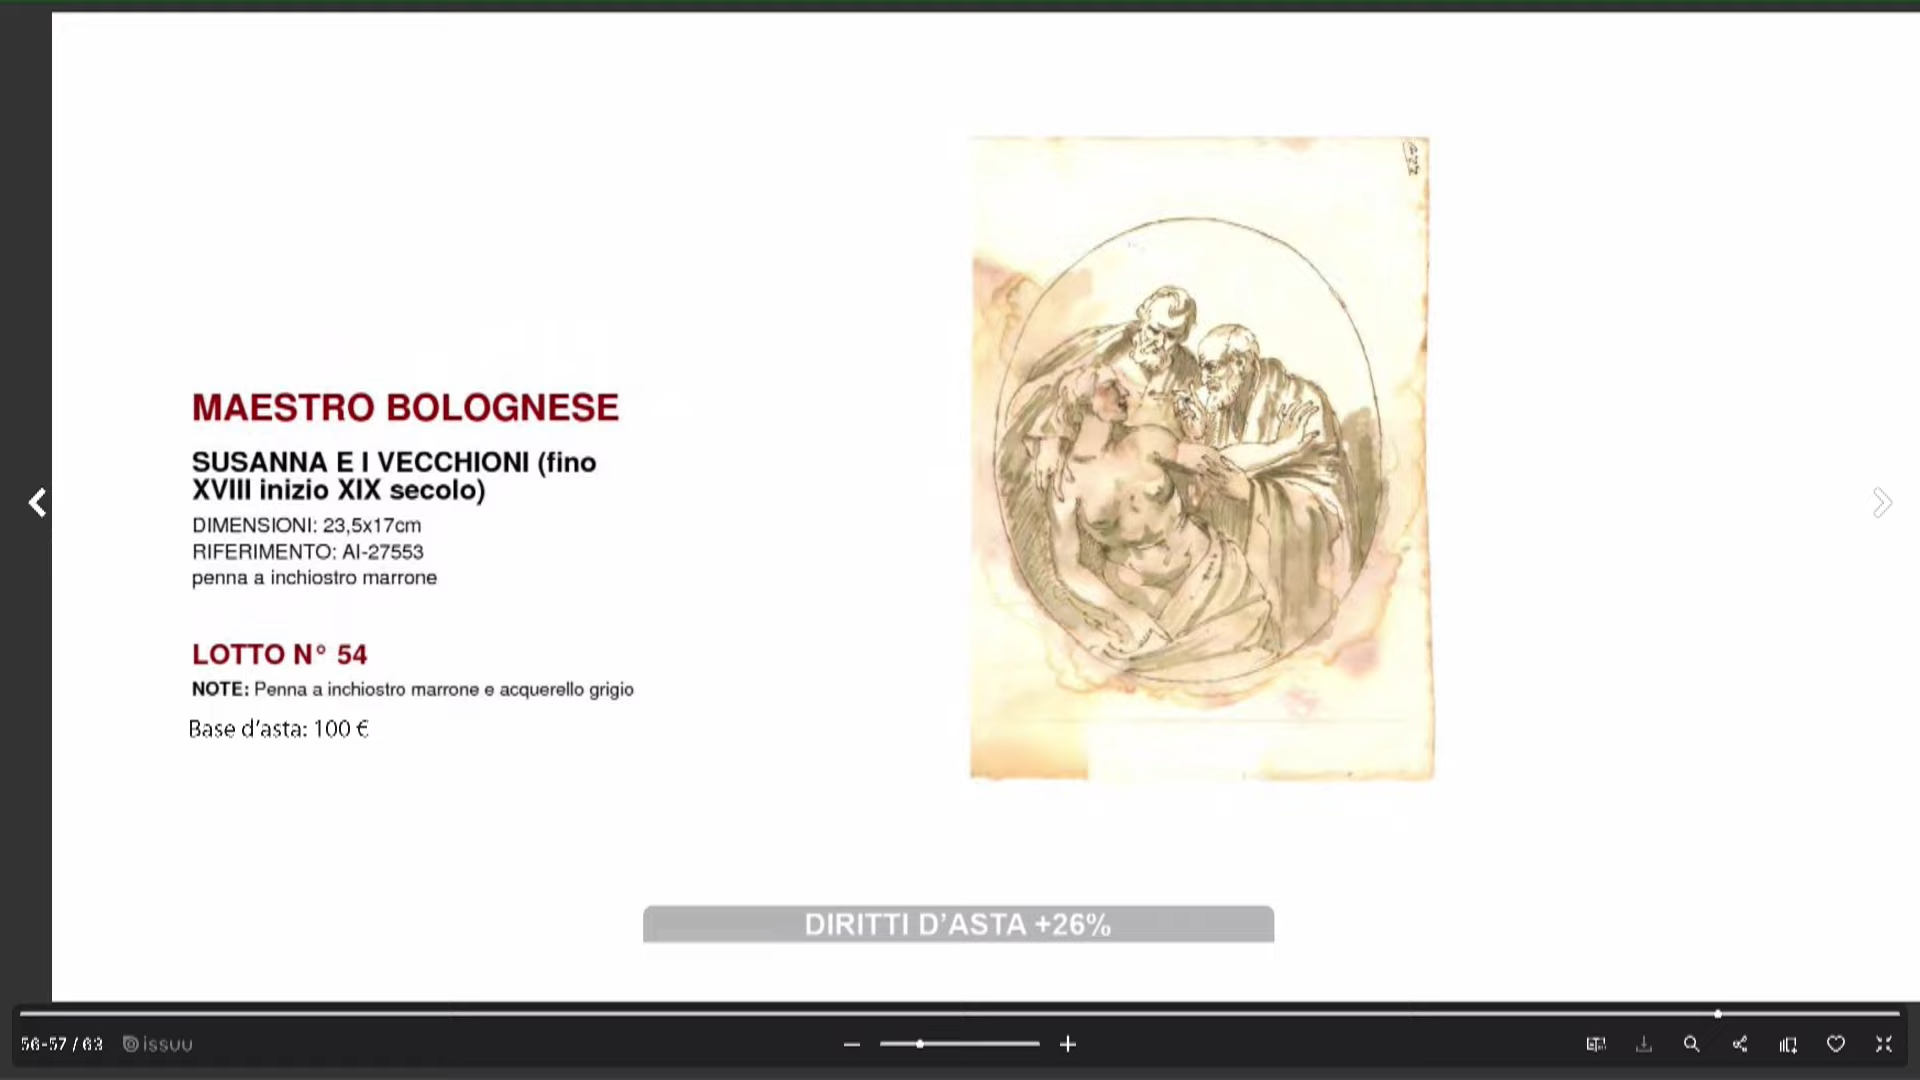 MAESTRO BOLOGNESE
SUSANNA E I VECCHIONI (fino
XVIII inizio XIX secolo)
DIMENSIONI: 23,5x17cm
RIFERIMENTO: AI-27553
penna a inchiostro marrone
LOTTO N° 54
NOTE: Penna a inchiostro marrone e acquerello grigio
Base d'asta: 100 €
DIRITTI D'ASTA +26%
56-57 / 63 issuu